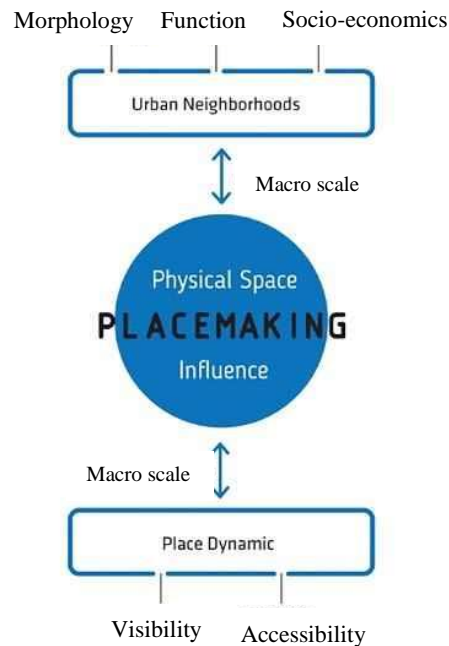 Morphology Function Socio-economics
Urban Neighborhoods
Macro scale
Physical Space
PLACEMAKING
Influence
Macro scale
Place Dynamic
Visibility Accessibility